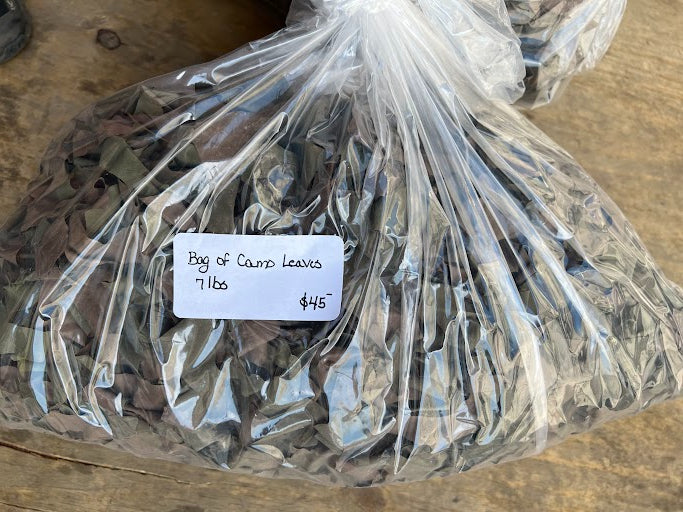 Bag of Camo Leaves
7 lbs
$45-